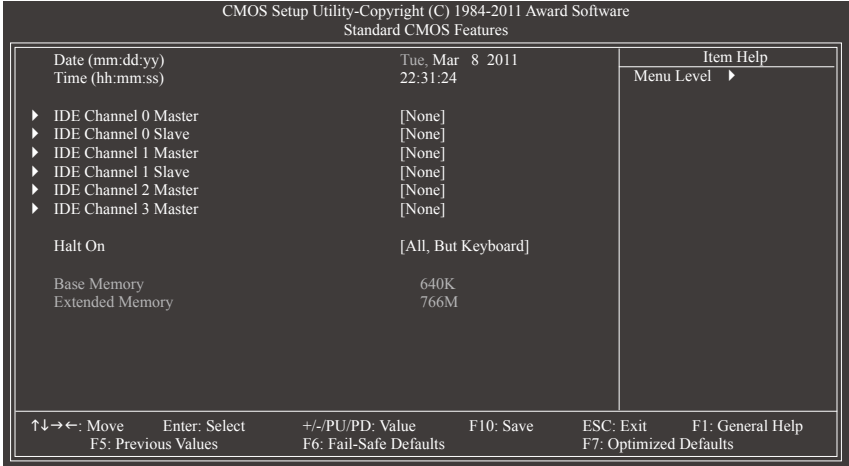 CMOS Setup Utility-Copyright (C) 1984-2011 Award Software
Standard CMOS Features
Date (mm:dd:yy) Tue, Mar 8 2011
Time (hh:mm:ss) 22:31:24
IDE Channel 0 Master [None]
IDE Channel 0 Slave [None]
IDE Channel 1 Master [None]
IDE Channel 1 Slave [None]
IDE Channel 2 Master [None]
IDE Channel 3 Master [None]
Halt On [All, But Keyboard]
Base Memory 640K
Extended Memory 766M
Item Help
Menu Level
↑↓→←: Move Enter: Select +/-/PU/PD: Value F10: Save ESC: Exit F1: General Help
F5: Previous Values F6: Fail-Safe Defaults F7: Optimized Defaults